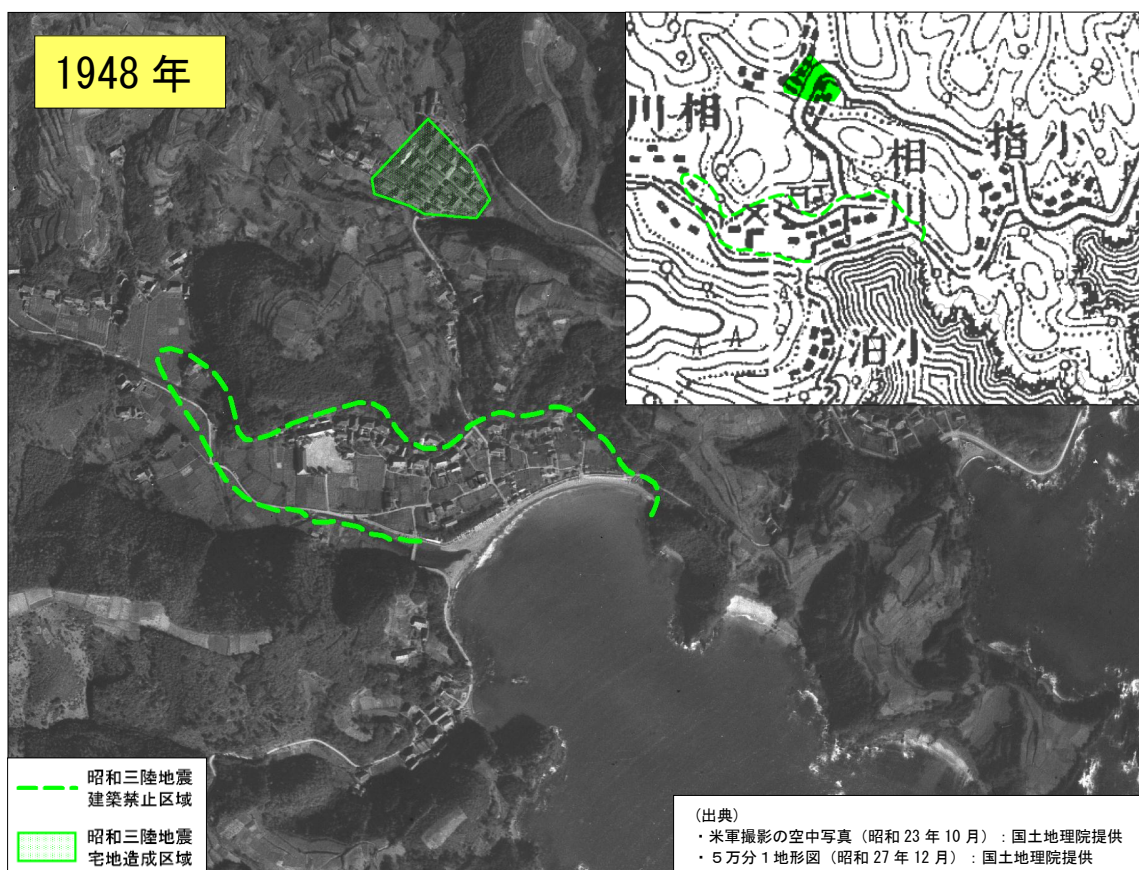 1948 年
相川
相川
小指
小泊
昭和三陸地震
建築禁止区域
昭和三陸地震
宅地造成区域
(出典)
・米軍撮影の空中写真(昭和 23 年 10 月):国土地理院提供
・5万分1地形図(昭和 27 年 12 月):国土地理院提供